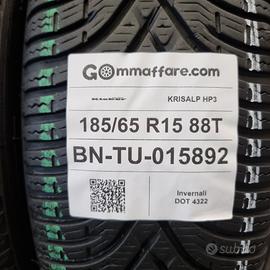 GOmmaffare.com
KRISALP HP3
185/65 R15 88T
BN-TU-015892
Invernali
DOT 4322
subito